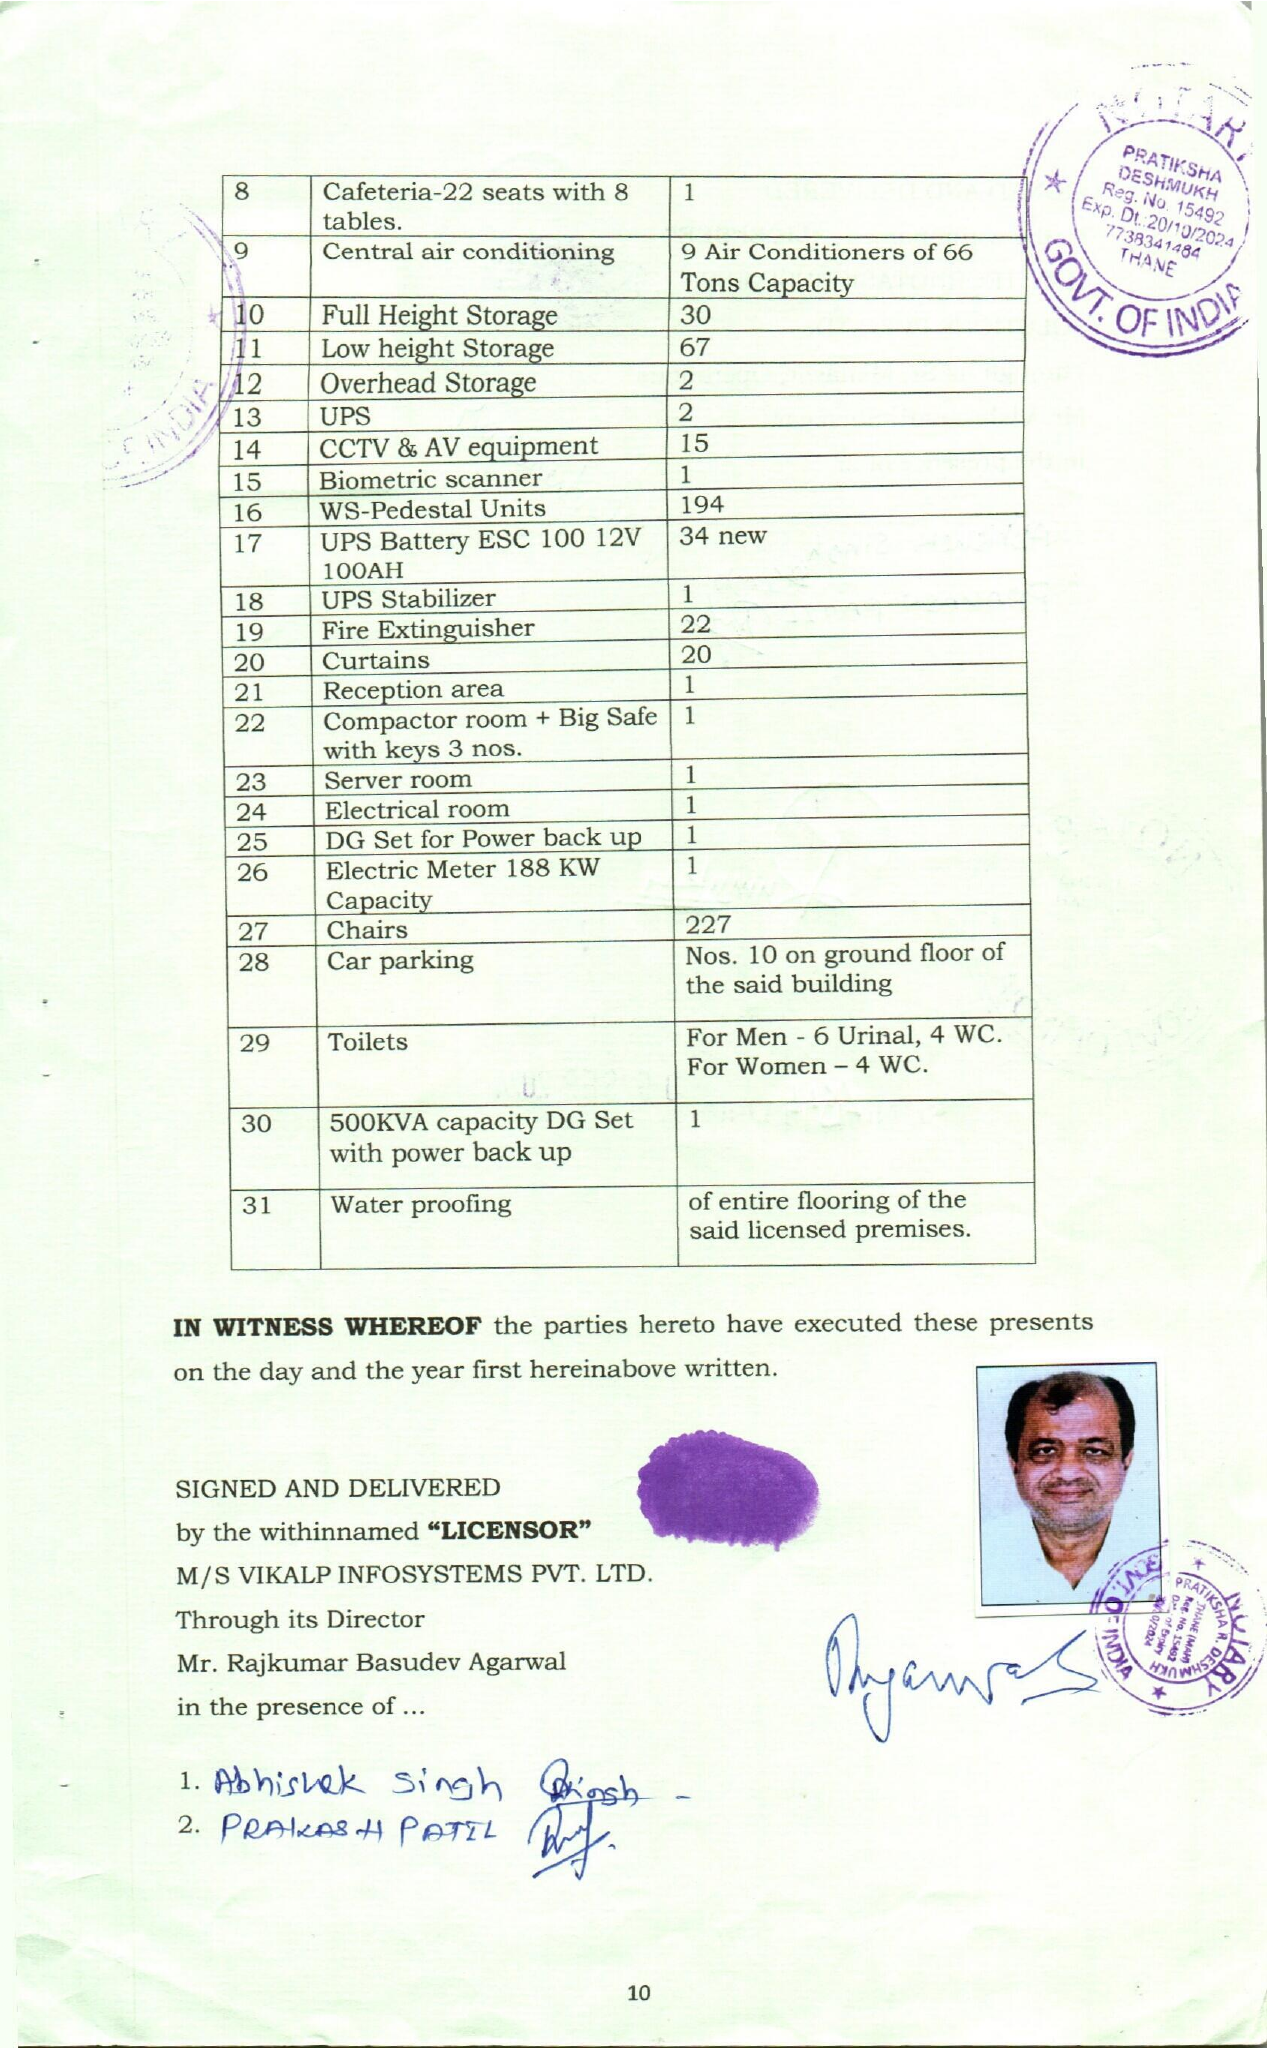 NOTARY
PRATIKSHA
DESHMUKH
Reg. No. 15492
Exp. Dt.:20/10/2024
7738341484
THANE
GOVT. OF INDIA
OF INDIA
8 Cafeteria-22 seats with 8 1
tables.
9 Central air conditioning 9 Air Conditioners of 66
Tons Capacity
10 Full Height Storage 30
11 Low height Storage 67
12 Overhead Storage 2
13 UPS 2
14 CCTV & AV equipment 15
15 Biometric scanner 1
16 WS-Pedestal Units 194
17 UPS Battery ESC 100 12V 34 new
100AH
18 UPS Stabilizer 1
19 Fire Extinguisher 22
20 Curtains 20
21 Reception area 1
22 Compactor room + Big Safe 1
with keys 3 nos.
23 Server room 1
24 Electrical room 1
25 DG Set for Power back up 1
26 Electric Meter 188 KW 1
Capacity
27 Chairs 227
28 Car parking Nos. 10 on ground floor of
the said building
29 Toilets For Men - 6 Urinal, 4 WC.
For Women – 4 WC.
30 500KVA capacity DG Set 1
with power back up
31 Water proofing of entire flooring of the
said licensed premises.
IN WITNESS WHEREOF the parties hereto have executed these presents
on the day and the year first hereinabove written.
SIGNED AND DELIVERED
by the withinnamed “LICENSOR”
M/S VIKALP INFOSYSTEMS PVT. LTD.
Through its Director
Mr. Rajkumar Basudev Agarwal
in the presence of ...
NOTARY
PRATIKSHA R. DESHMUKH
THANE (MAH)
Reg. No. 15492
GOVT. OF INDIA
1. Abhishek Singh
2. PRAKASH PATIL
10